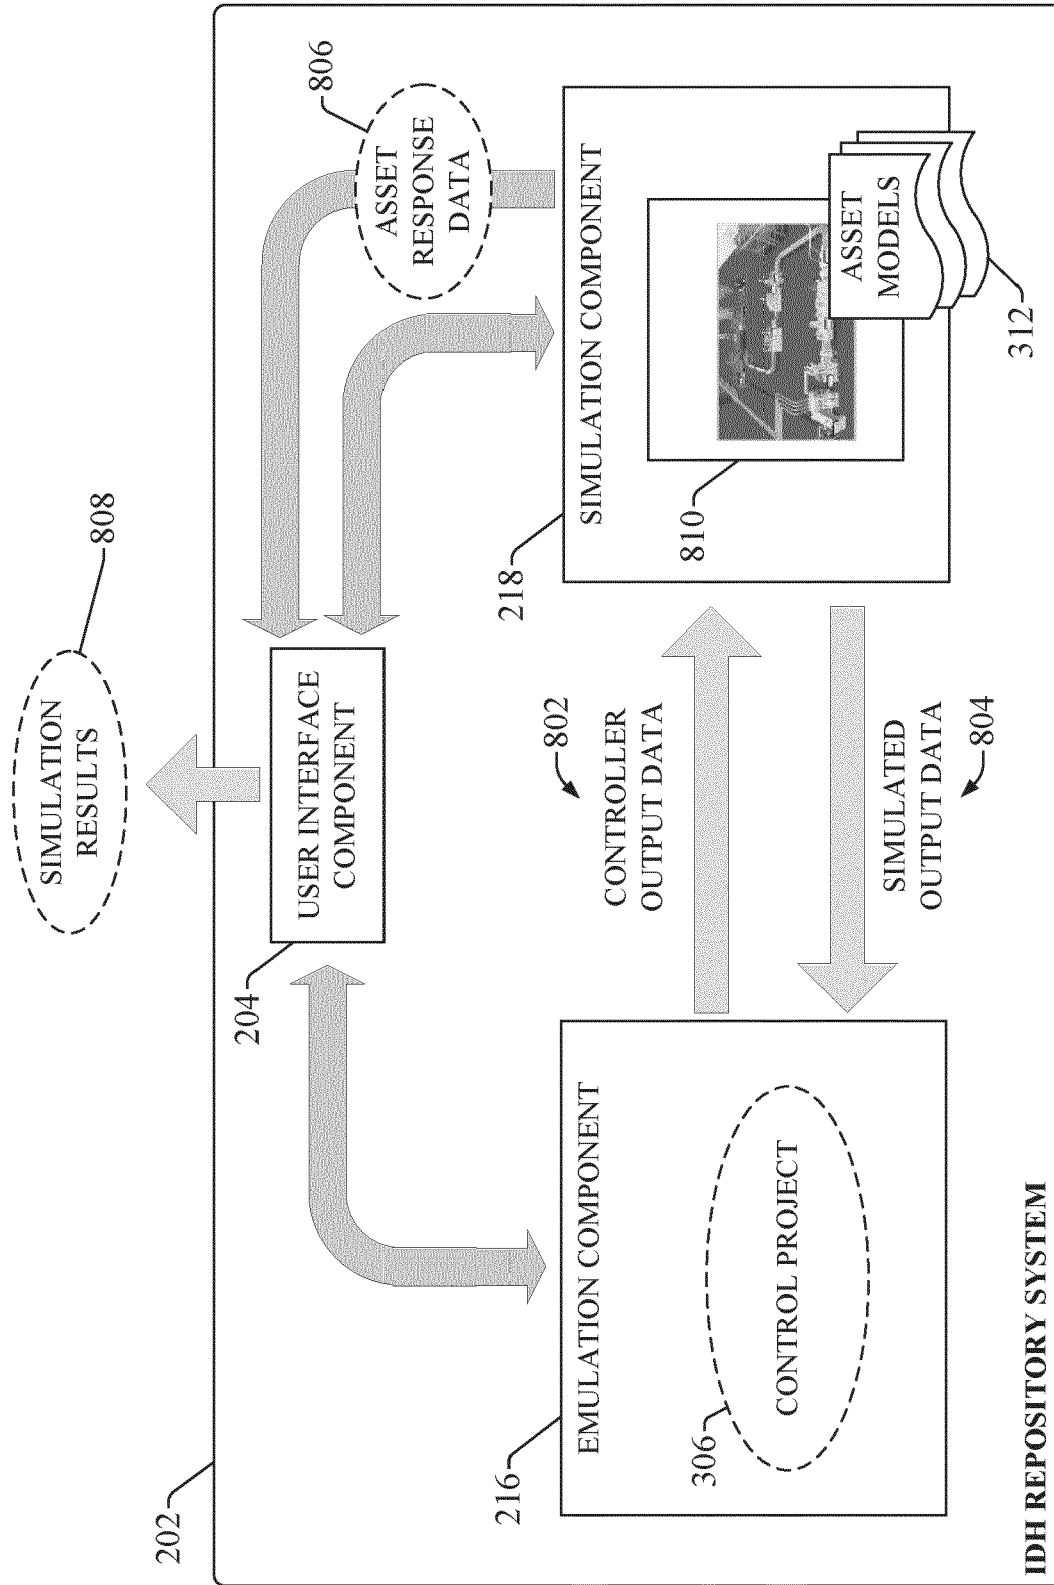 808
SIMULATION
RESULTS
202
204
USER INTERFACE
COMPONENT
806
ASSET
RESPONSE
DATA
216
EMULATION COMPONENT
306
CONTROL PROJECT
802
CONTROLLER
OUTPUT DATA
SIMULATED
OUTPUT DATA
804
218
SIMULATION COMPONENT
810
ASSET
MODELS
312
IDH REPOSITORY SYSTEM